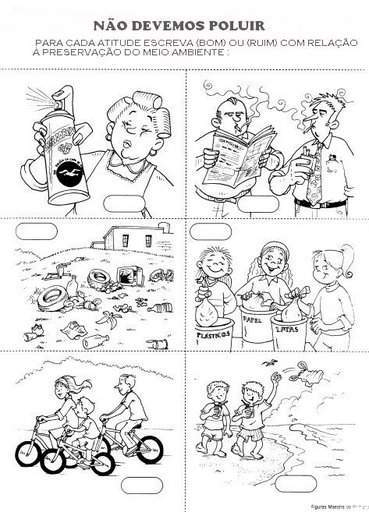 NÃO DEVEMOS POLUIR
PARA CADA ATITUDE ESCREVA (BOM) OU (RUIM) COM RELAÇÃO
À PRESERVAÇÃO DO MEIO AMBIENTE :
PLÁSTICOS
PAPEL
LATAS